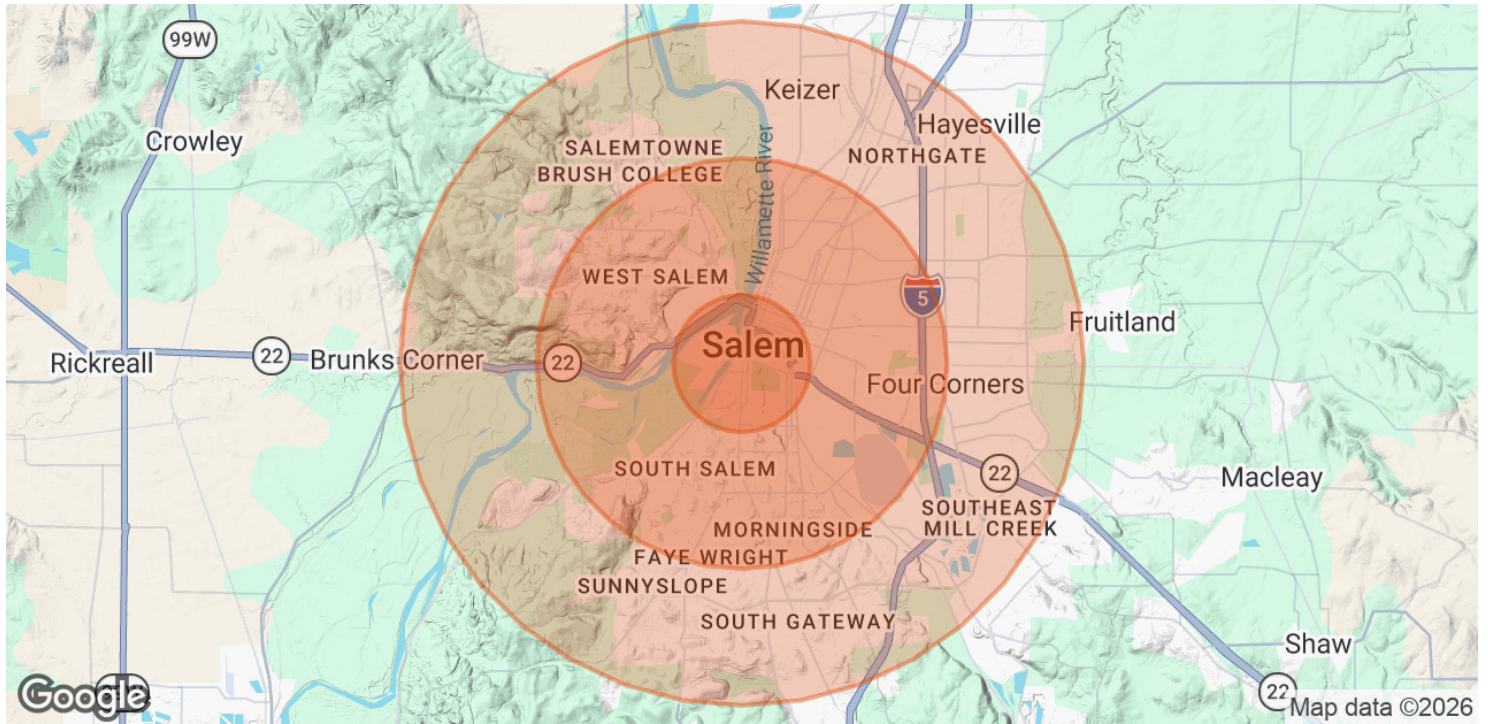 99W
Keizer
Crowley
Hayesville
SALEMTOWNE
BRUSH COLLEGE
NORTHGATE
Willamette River
WEST SALEM
5
Fruitland
Salem
Rickreall
22
Brunks Corner
22
Four Corners
SOUTH SALEM
22
Macleay
SOUTHEAST
MILL CREEK
MORNINGSIDE
FAYE WRIGHT
SUNNYSLOPE
SOUTH GATEWAY
Shaw
22
Google
Map data ©2026